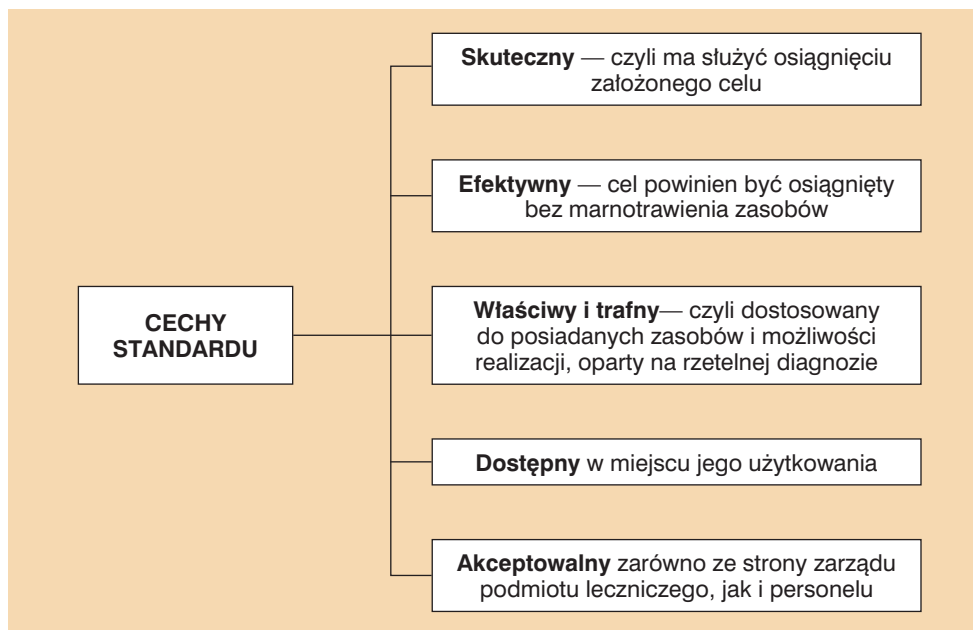 Skuteczny — czyli ma służyć osiągnięciu
założonego celu
Efektywny — cel powinien być osiągnięty
bez marnotrawienia zasobów
CECHY
STANDARDU
Właściwy i trafny— czyli dostosowany
do posiadanych zasobów i możliwości
realizacji, oparty na rzetelnej diagnozie
Dostępny w miejscu jego użytkowania
Akceptowalny zarówno ze strony zarządu
podmiotu leczniczego, jak i personelu